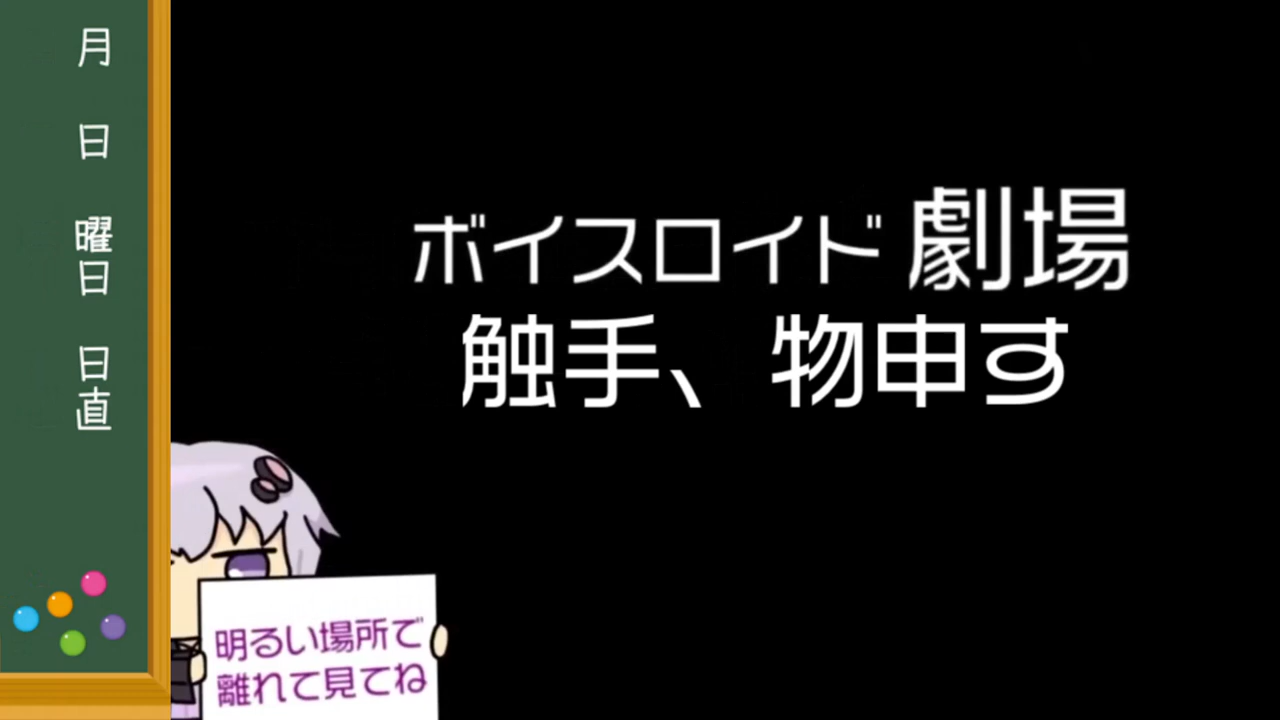 月
日
曜日
日直
ボイスロイド劇場
触手、物申す
明るい場所で
離れて見てね